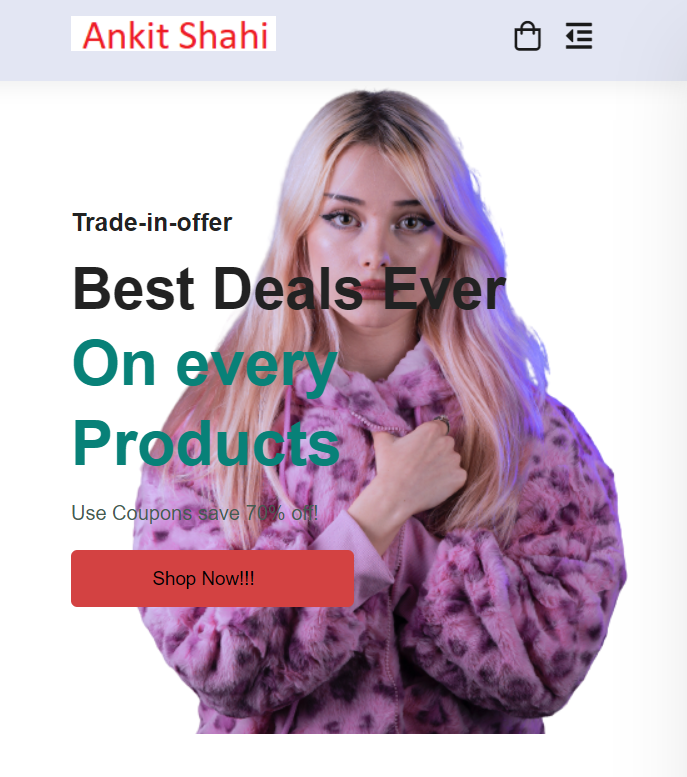 Ankit Shahi
Trade-in-offer
Best Deals Ever
On every
Products
Use Coupons save 70% off!
Shop Now!!!